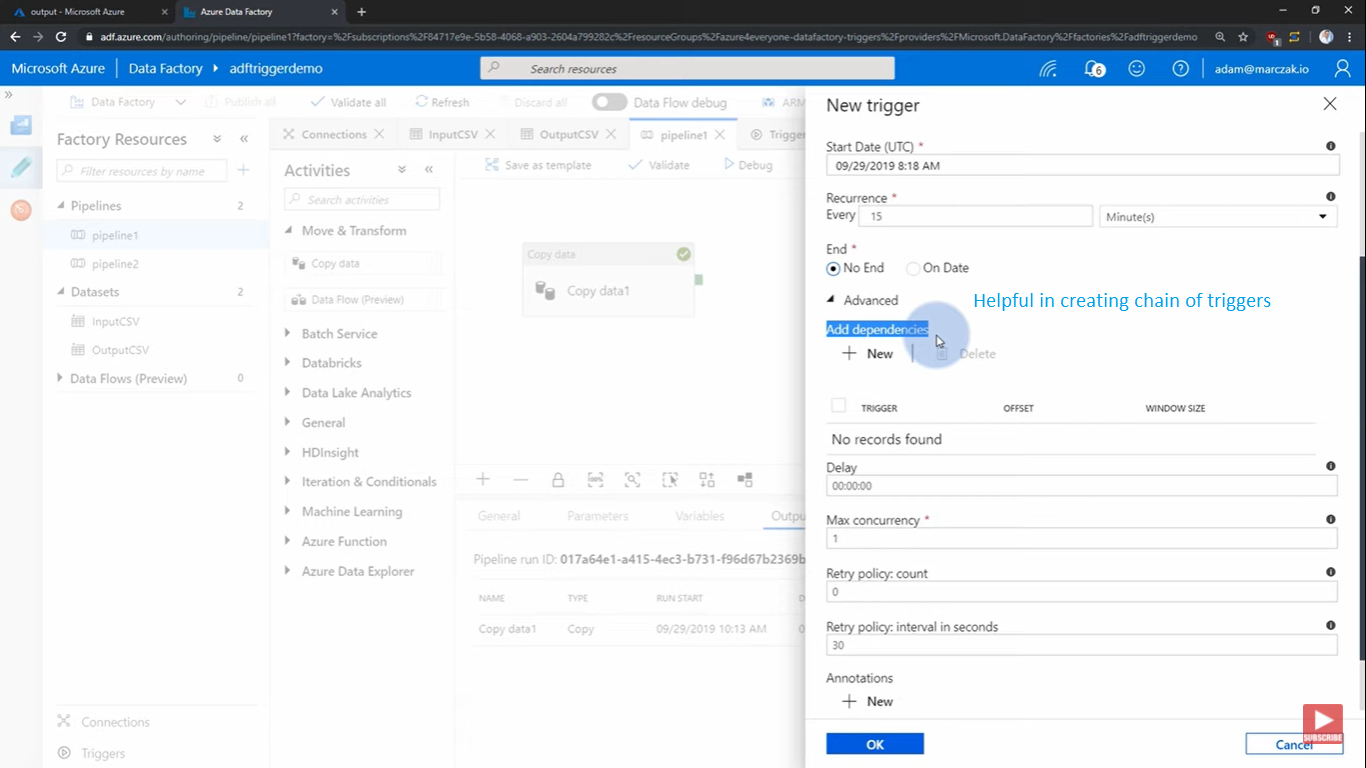 output - Microsoft Azure
Azure Data Factory
adf.azure.com/authoring/pipeline/pipeline1?factory=%2Fsubscriptions%2F84717e9e-5b58-4068-a903-2604a799282c%2FresourceGroups%2Fazure4everyone-datafactory-triggers%2Fproviders%2FMicrosoft.DataFactory%2Ffactories%2Fadftriggerdemo
Microsoft Azure
Data Factory
adftriggerdemo
Search resources
6
adam@marczak.io
Data Factory
Publish all
Validate all
Refresh
Discard all
Data Flow debug
ARM
Factory Resources
Filter resources by name
Pipelines 2
pipeline1
pipeline2
Datasets 2
InputCSV
OutputCSV
Data Flows (Preview) 0
Connections
Triggers
Connections
InputCSV
OutputCSV
pipeline1
Trigger
Activities
Search activities
Move & Transform
Copy data
Data Flow (Preview)
Batch Service
Databricks
Data Lake Analytics
General
HDInsight
Iteration & Conditionals
Machine Learning
Azure Function
Azure Data Explorer
Save as template
Validate
Debug
Copy data
Copy data1
100%
General
Parameters
Variables
Outpu
Pipeline run ID: 017a64e1-a415-4ec3-b731-f96d67b2369b
NAME TYPE RUN START D
Copy data1 Copy 09/29/2019 10:13 AM 0
New trigger
Start Date (UTC) *
09/29/2019 8:18 AM
Recurrence *
Every 15 Minute(s)
End *
No End On Date
Advanced
Helpful in creating chain of triggers
Add dependencies
New Delete
TRIGGER OFFSET WINDOW SIZE
No records found
Delay
00:00:00
Max concurrency *
1
Retry policy: count
0
Retry policy: interval in seconds
30
Annotations
New
SUBSCRIBE
OK
Cancel